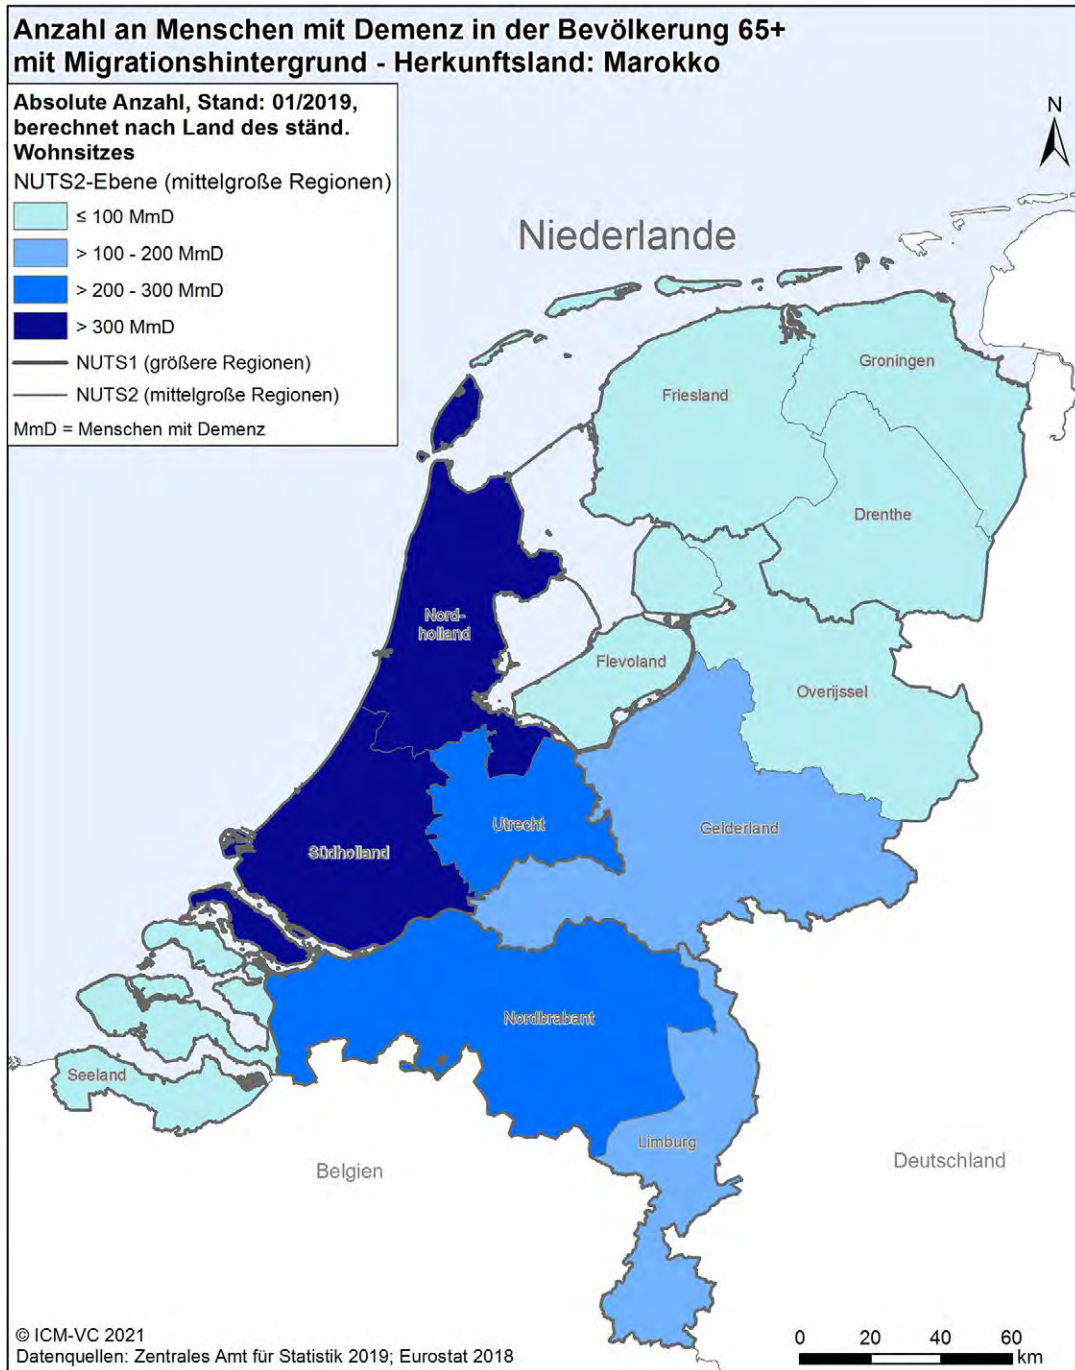 Anzahl an Menschen mit Demenz in der Bevölkerung 65+
mit Migrationshintergrund - Herkunftsland: Marokko
Absolute Anzahl, Stand: 01/2019,
berechnet nach Land des ständ.
Wohnsitzes
NUTS2-Ebene (mittelgroße Regionen)
≤ 100 MmD
> 100 - 200 MmD
> 200 - 300 MmD
> 300 MmD
NUTS1 (größere Regionen)
NUTS2 (mittelgroße Regionen)
MmD = Menschen mit Demenz
N
Niederlande
Groningen
Friesland
Drenthe
Nord-
holland
Flevoland
Overijssel
Utrecht
Gelderland
Südholland
Nordbrabant
Seeland
Limburg
Belgien
Deutschland
© ICM-VC 2021
Datenquellen: Zentrales Amt für Statistik 2019; Eurostat 2018
0 20 40 60
km